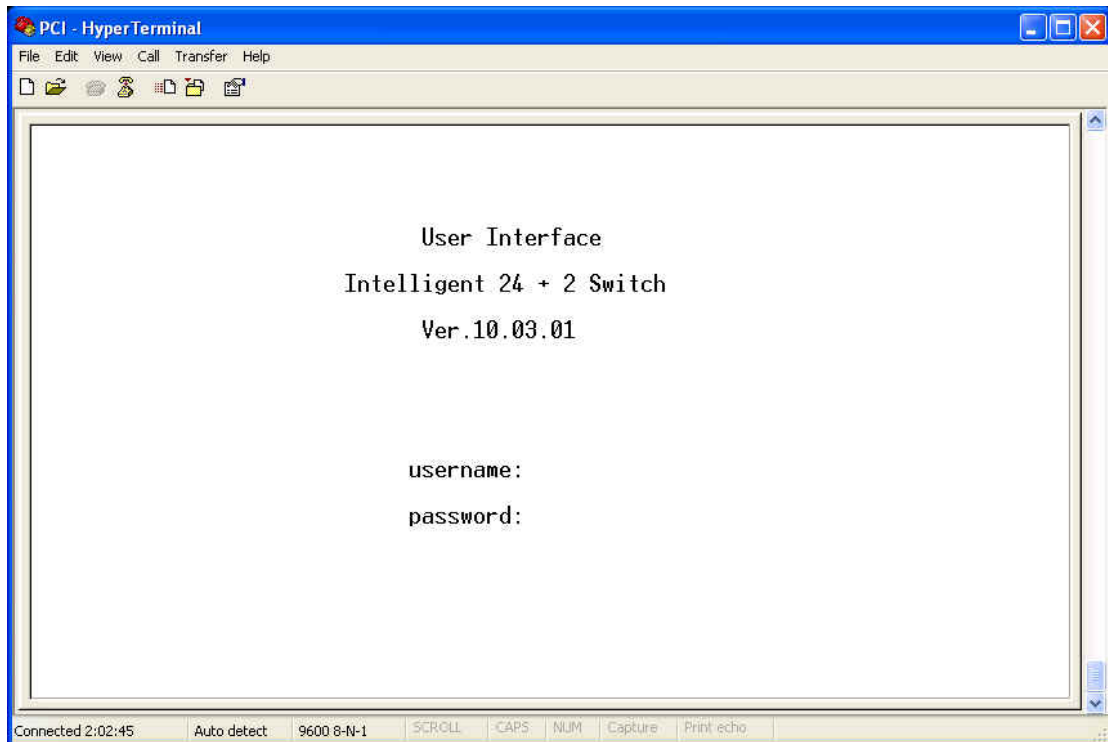 PCI - HyperTerminal
File Edit View Call Transfer Help
User Interface
Intelligent 24 + 2 Switch
Ver.10.03.01
username:
password:
Connected 2:02:45 Auto detect 9600 8-N-1 SCROLL CAPS NUM Capture Print echo